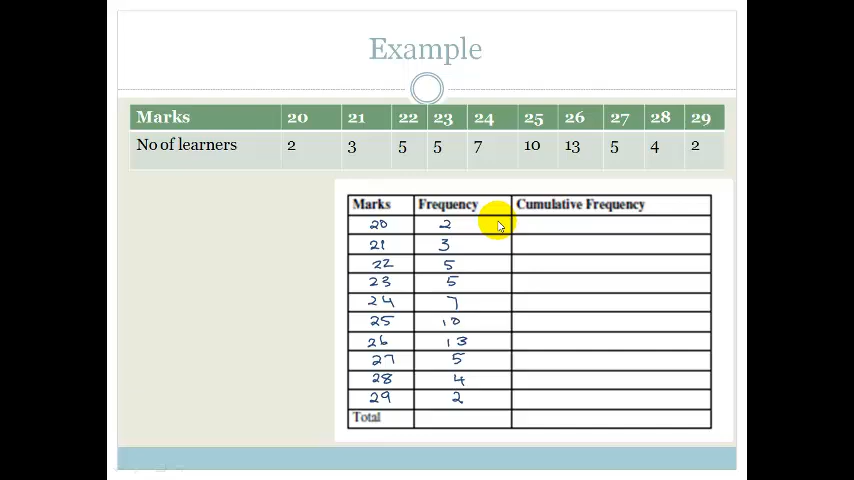 Example
Marks 20 21 22 23 24 25 26 27 28 29
No of learners 2 3 5 5 7 10 13 5 4 2
Marks Frequency Cumulative Frequency
20 2
21 3
22 5
23 5
24 7
25 10
26 13
27 5
28 4
29 2
Total